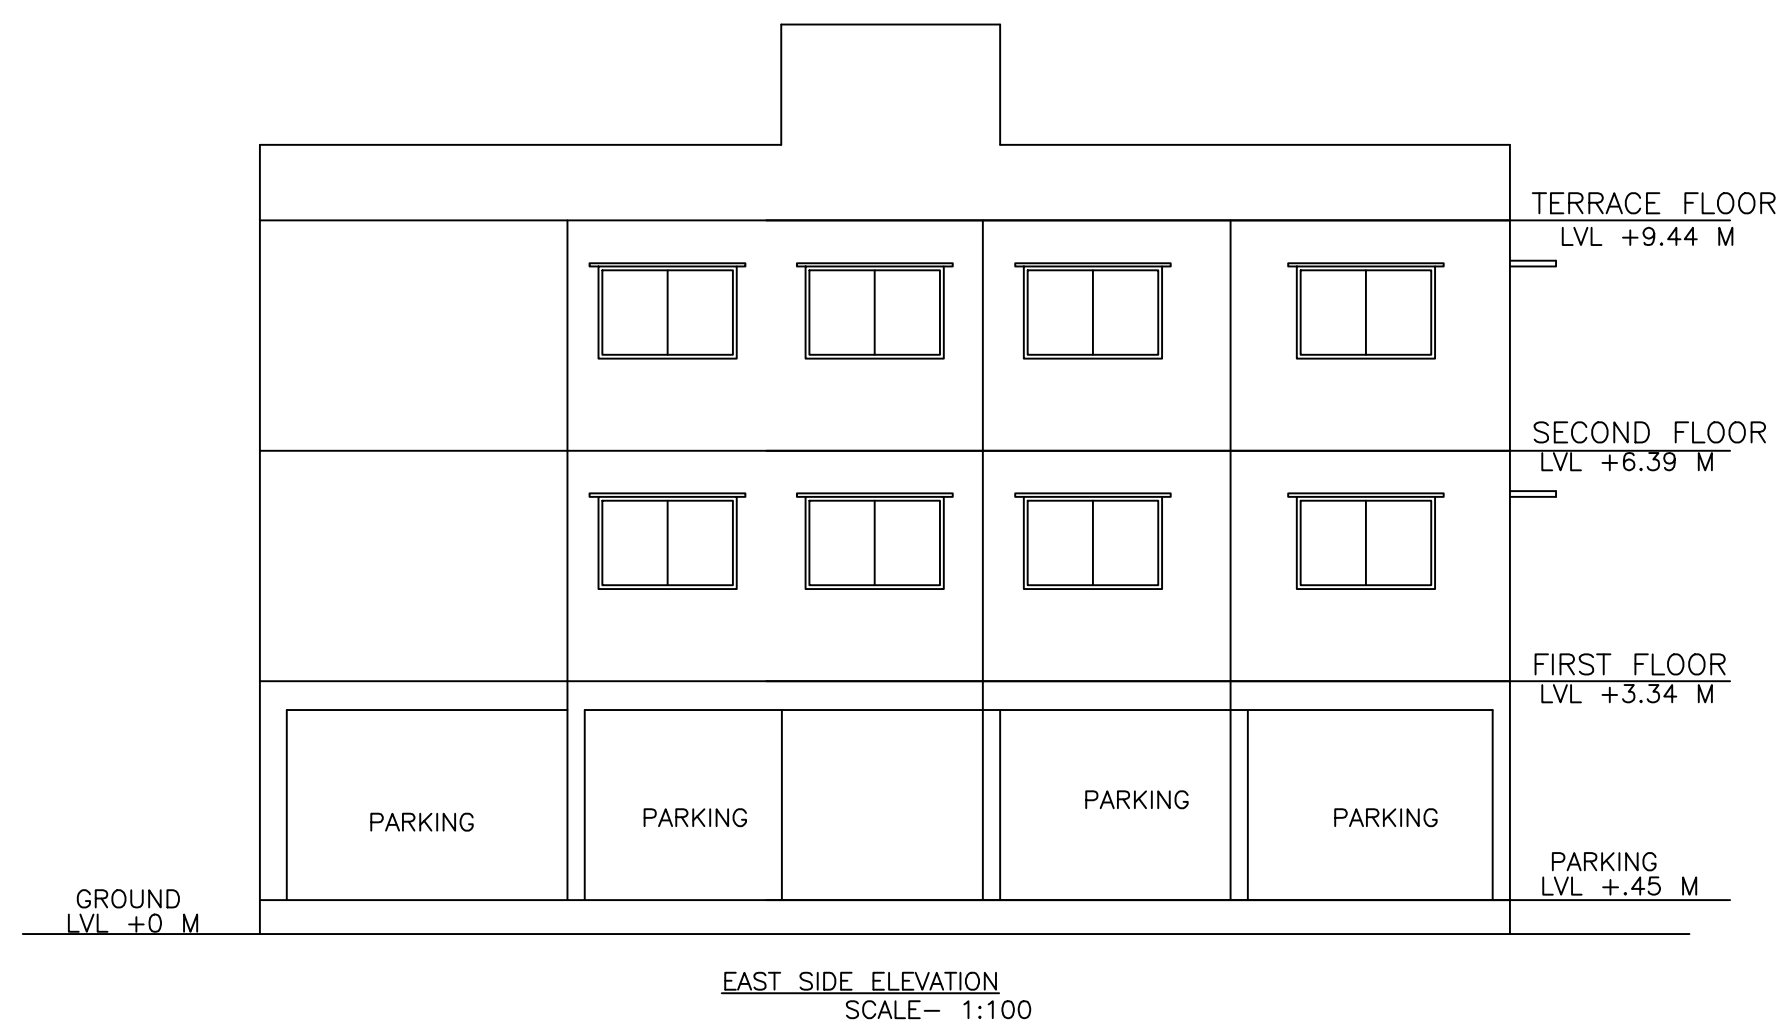 TERRACE FLOOR
LVL +9.44 M
SECOND FLOOR
LVL +6.39 M
FIRST FLOOR
LVL +3.34 M
PARKING
PARKING
PARKING
PARKING
PARKING
LVL +.45 M
GROUND
LVL +0 M
EAST SIDE ELEVATION
SCALE- 1:100